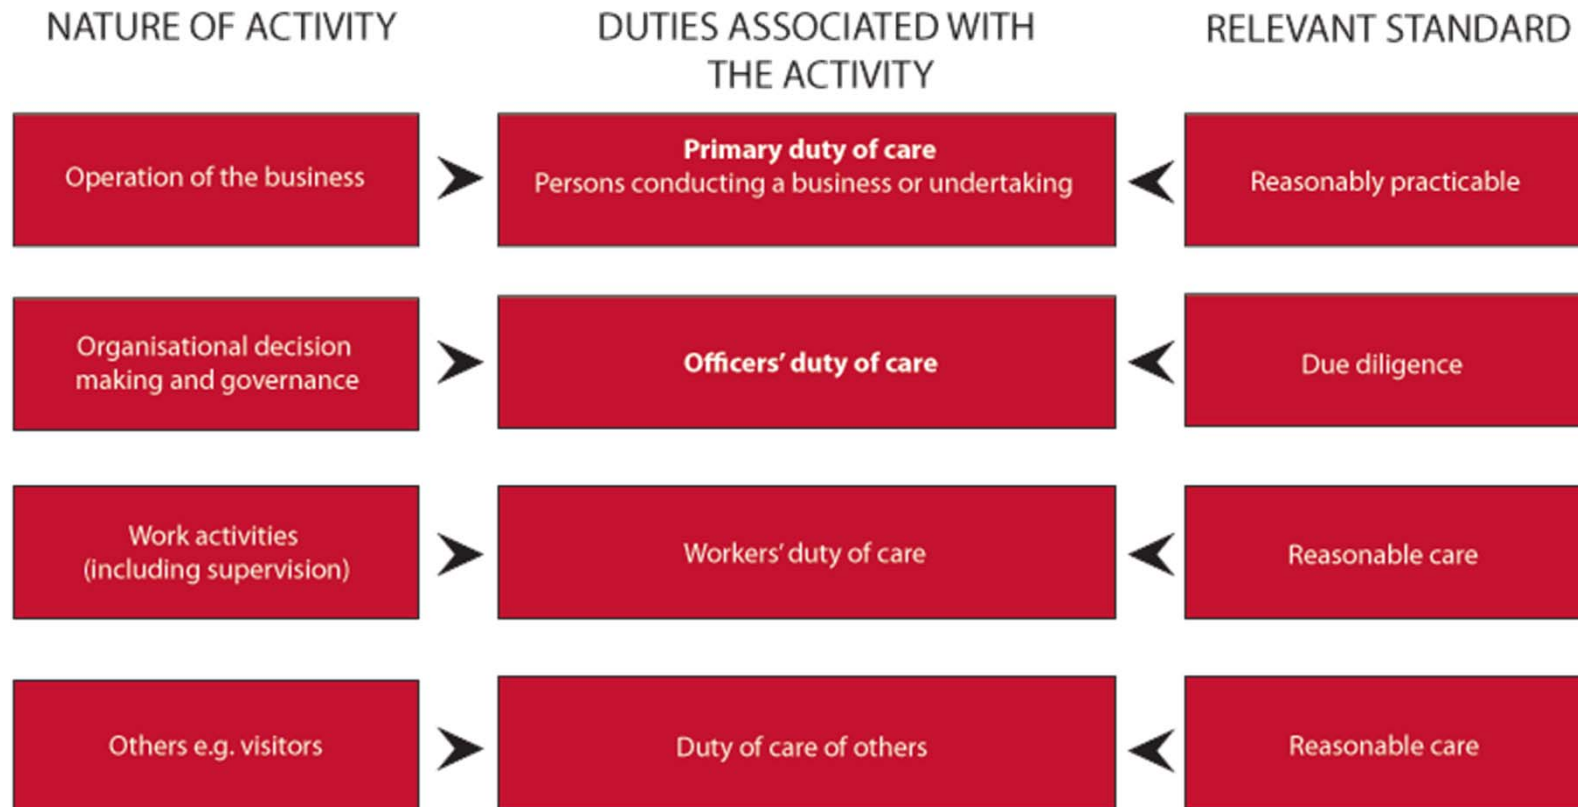 NATURE OF ACTIVITY
DUTIES ASSOCIATED WITH
THE ACTIVITY
RELEVANT STANDARD
Operation of the business
Primary duty of care
Persons conducting a business or undertaking
Reasonably practicable
Organisational decision
making and governance
Officers’ duty of care
Due diligence
Work activities
(including supervision)
Workers’ duty of care
Reasonable care
Others e.g. visitors
Duty of care of others
Reasonable care